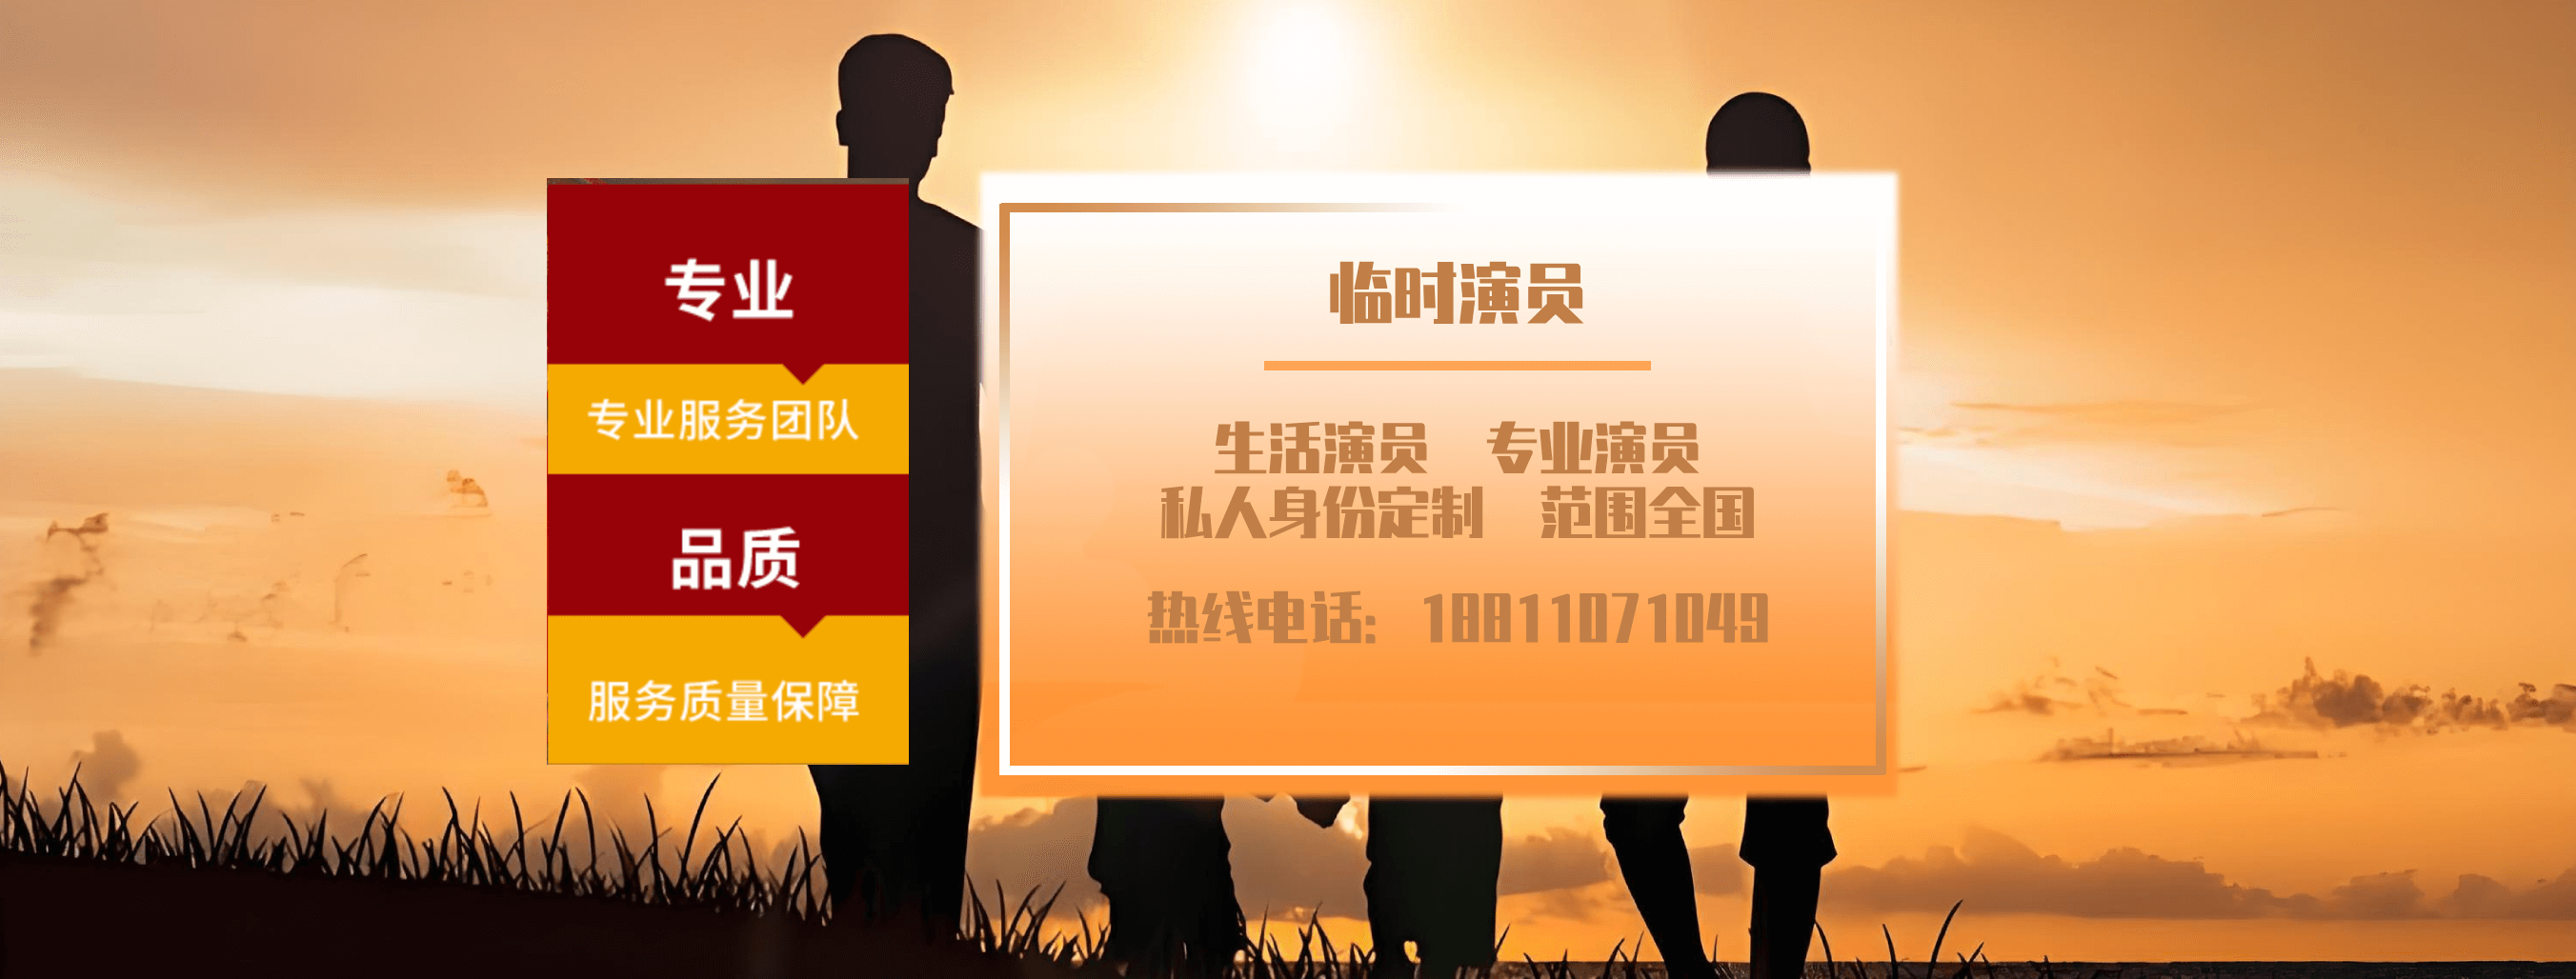 专业
专业服务团队
品质
服务质量保障
临时演员
生活演员 专业演员
私人身份定制 范围全国
热线电话: 18811071049